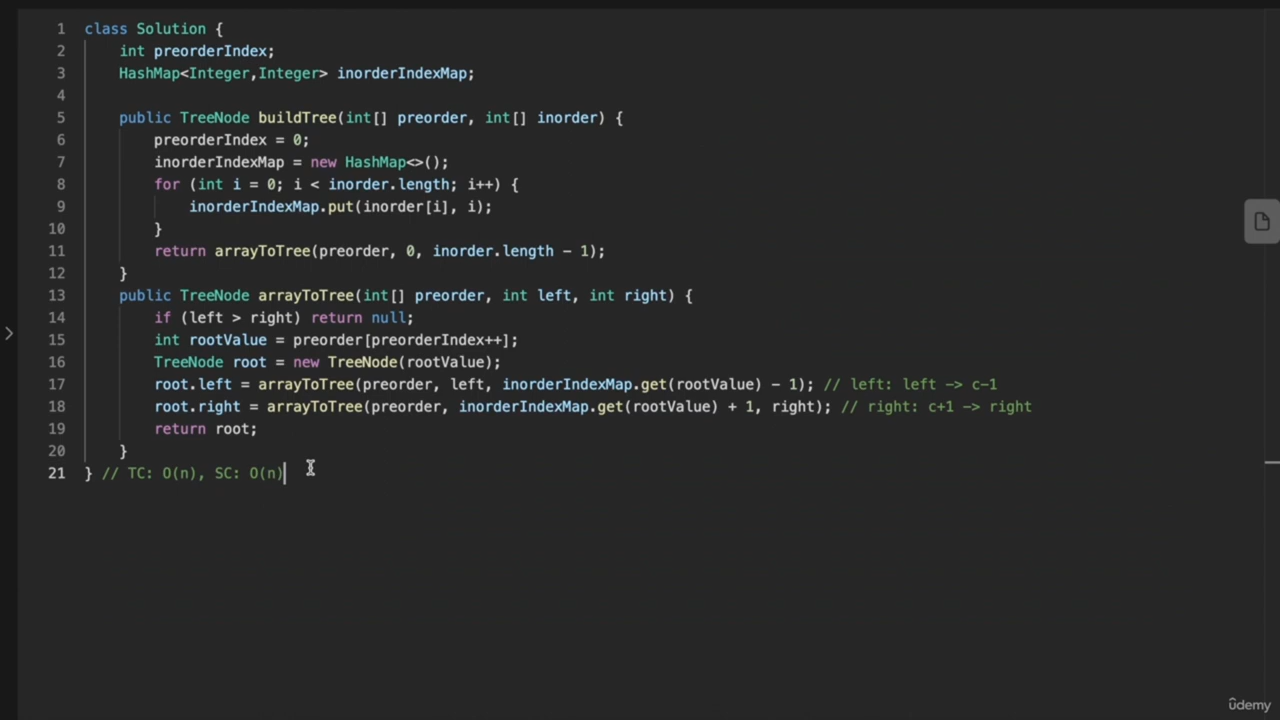 1 class Solution {
2 int preorderIndex;
3 HashMap<Integer,Integer> inorderIndexMap;
4
5 public TreeNode buildTree(int[] preorder, int[] inorder) {
6 preorderIndex = 0;
7 inorderIndexMap = new HashMap<>();
8 for (int i = 0; i < inorder.length; i++) {
9 inorderIndexMap.put(inorder[i], i);
10 }
11 return arrayToTree(preorder, 0, inorder.length - 1);
12 }
13 public TreeNode arrayToTree(int[] preorder, int left, int right) {
14 if (left > right) return null;
15 int rootValue = preorder[preorderIndex++];
16 TreeNode root = new TreeNode(rootValue);
17 root.left = arrayToTree(preorder, left, inorderIndexMap.get(rootValue) - 1); // left: left -> c-1
18 root.right = arrayToTree(preorder, inorderIndexMap.get(rootValue) + 1, right); // right: c+1 -> right
19 return root;
20 }
21 } // TC: O(n), SC: O(n)
ûdemy